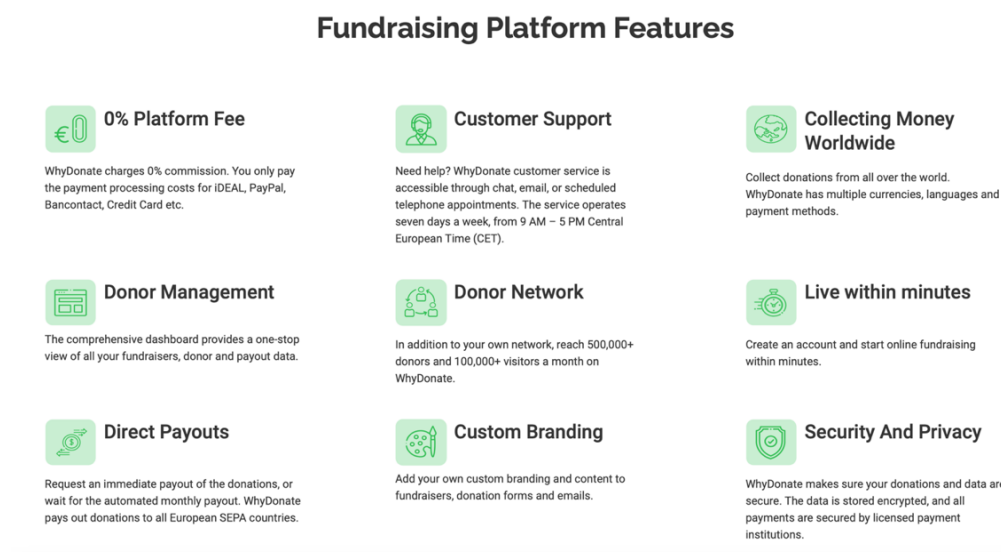 Fundraising Platform Features
0% Platform Fee
WhyDonate charges 0% commission. You only pay
the payment processing costs for iDEAL, PayPal,
Bancontact, Credit Card etc.
Customer Support
Need help? WhyDonate customer service is
accessible through chat, email, or scheduled
telephone appointments. The service operates
seven days a week, from 9 AM – 5 PM Central
European Time (CET).
Collecting Money
Worldwide
Collect donations from all over the world.
WhyDonate has multiple currencies, languages and
payment methods.
Donor Management
The comprehensive dashboard provides a one-stop
view of all your fundraisers, donor and payout data.
Donor Network
In addition to your own network, reach 500,000+
donors and 100,000+ visitors a month on
WhyDonate.
Live within minutes
Create an account and start online fundraising
within minutes.
Direct Payouts
Request an immediate payout of the donations, or
wait for the automated monthly payout. WhyDonate
pays out donations to all European SEPA countries.
Custom Branding
Add your own custom branding and content to
fundraisers, donation forms and emails.
Security And Privacy
WhyDonate makes sure your donations and data are
secure. The data is stored encrypted, and all
payments are secured by licensed payment
institutions.